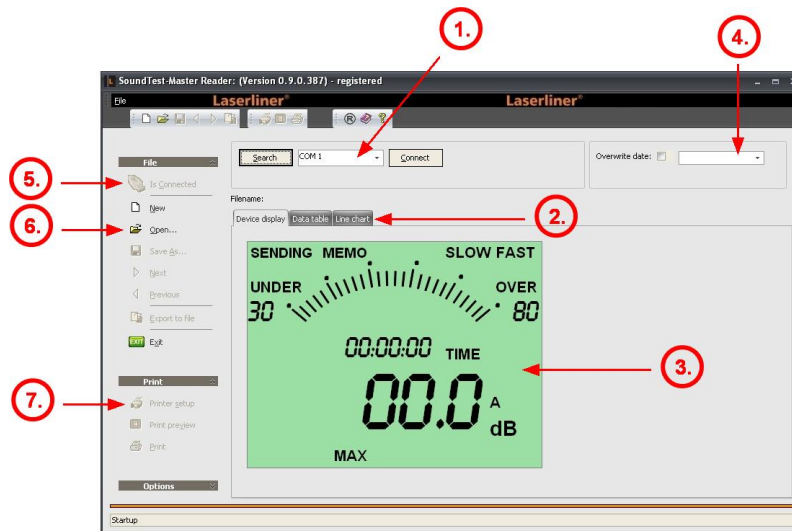 1.
4.
SoundTest-Master Reader: (Version 0.9.0.387) - registered
File
Laserliner®
Laserliner®
File
Search
COM 1
Connect
Overwrite date:
5.
Is Connected
New
Filename:
6.
Open...
Device display
Data table
Line chart
2.
Save As...
SENDING MEMO SLOW FAST
Next
UNDER OVER
Previous
30 80
Export to file
Exit
00:00:00 TIME
3.
Print
00.0 A dB
7.
Printer setup
Print preview
Print
MAX
Options
Startup